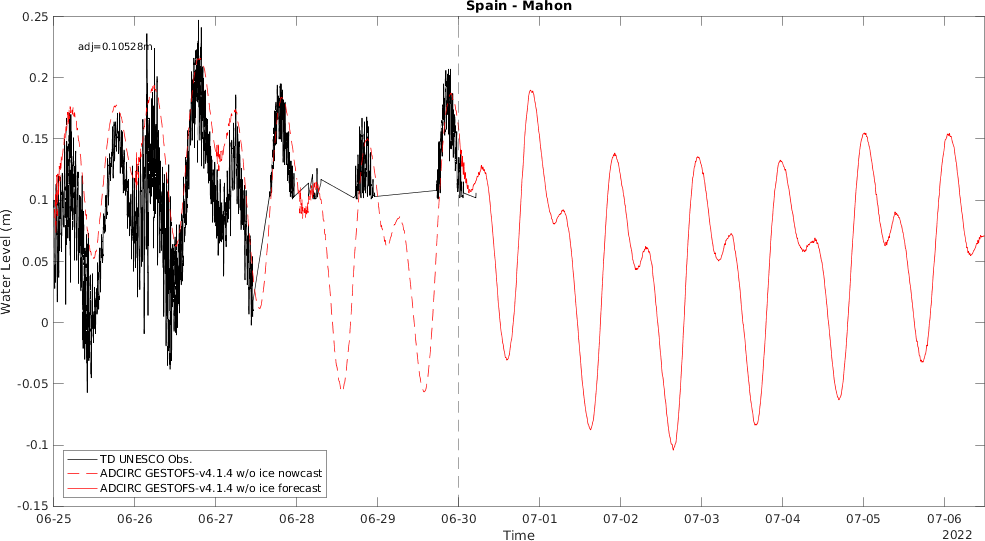 Spain - Mahon
0.25
0.2
0.15
0.1
0.05
0
-0.05
-0.1
-0.15
Water Level (m)
adj=0.10528m
TD UNESCO Obs.
ADCIRC GESTOFS-v4.1.4 w/o ice nowcast
ADCIRC GESTOFS-v4.1.4 w/o ice forecast
06-25 06-26 06-27 06-28 06-29 06-30 07-01 07-02 07-03 07-04 07-05 07-06
Time
2022